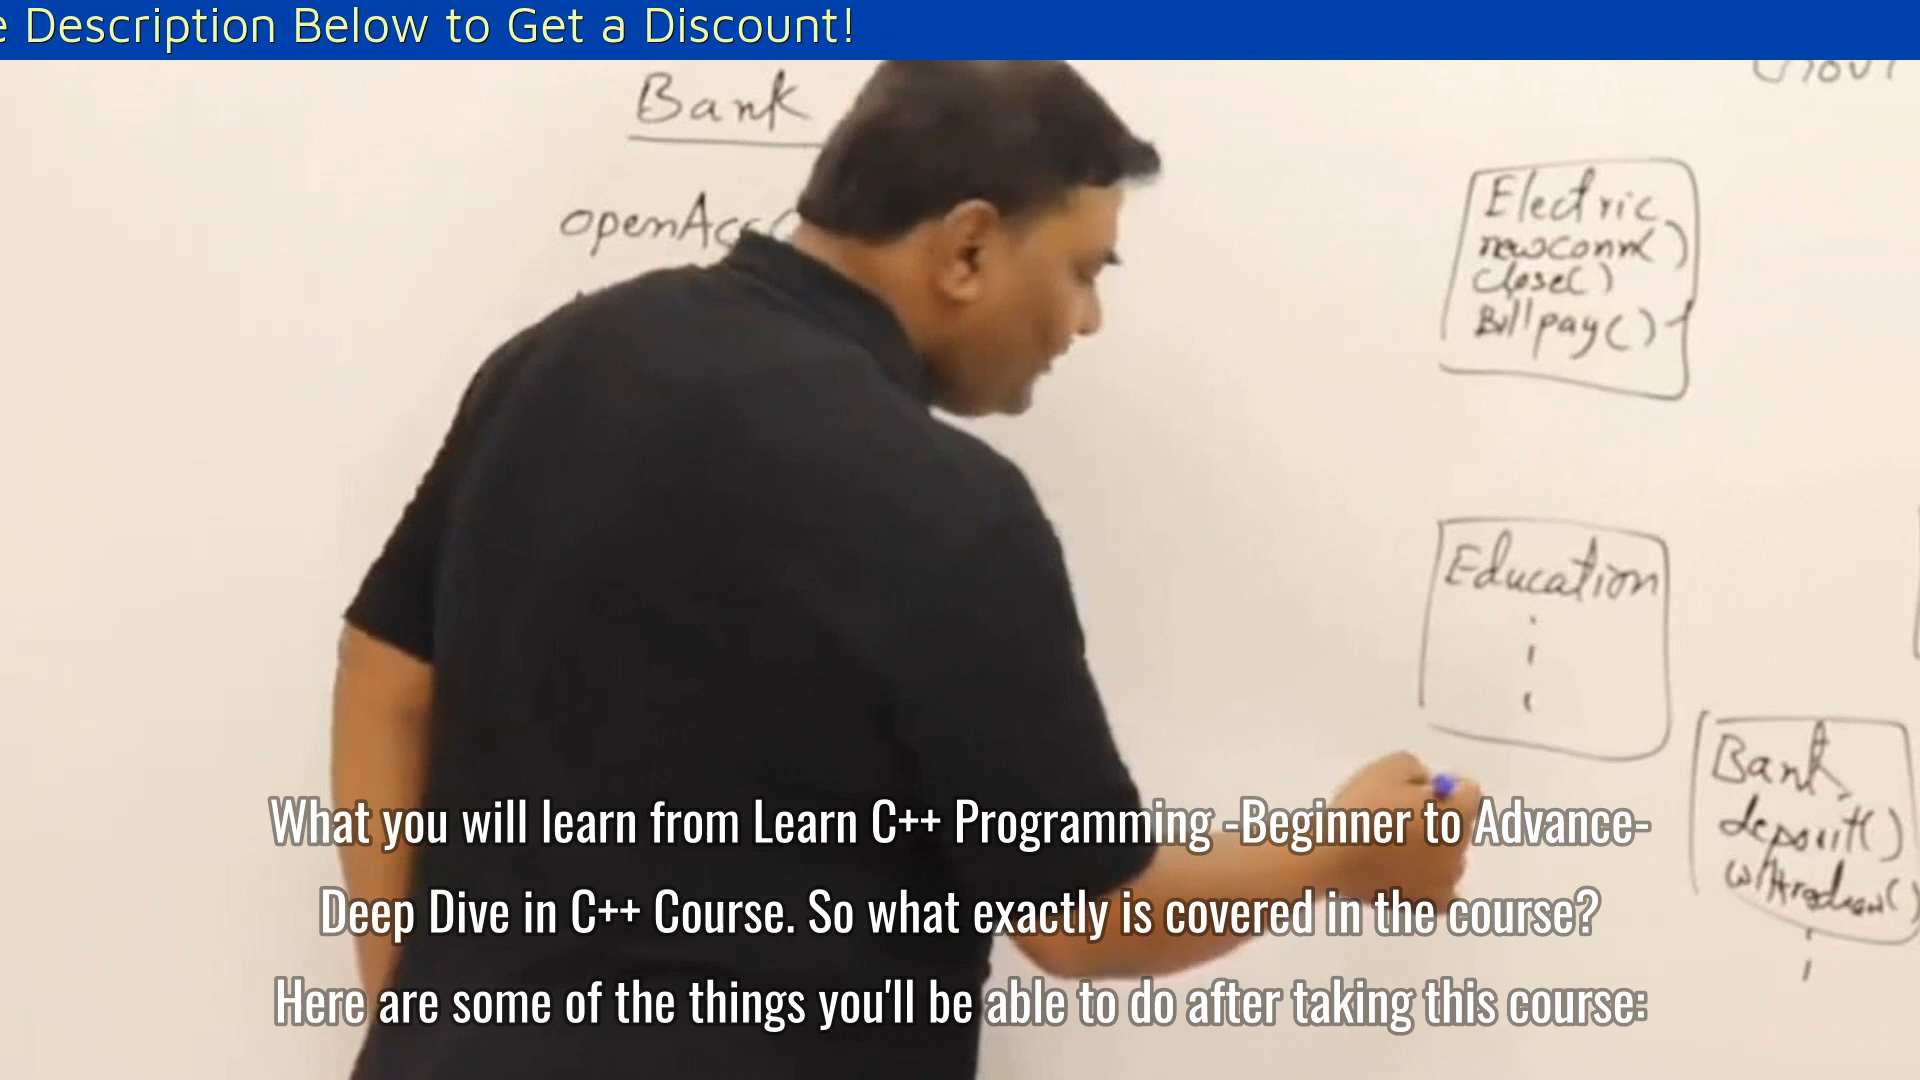 e Description Below to Get a Discount!
Bank
openAcc(
Electric
newconn()
close()
Billpay()
Education
Bank
deposit()
withdraw()
What you will learn from Learn C++ Programming -Beginner to Advance-
Deep Dive in C++ Course. So what exactly is covered in the course?
Here are some of the things you'll be able to do after taking this course: